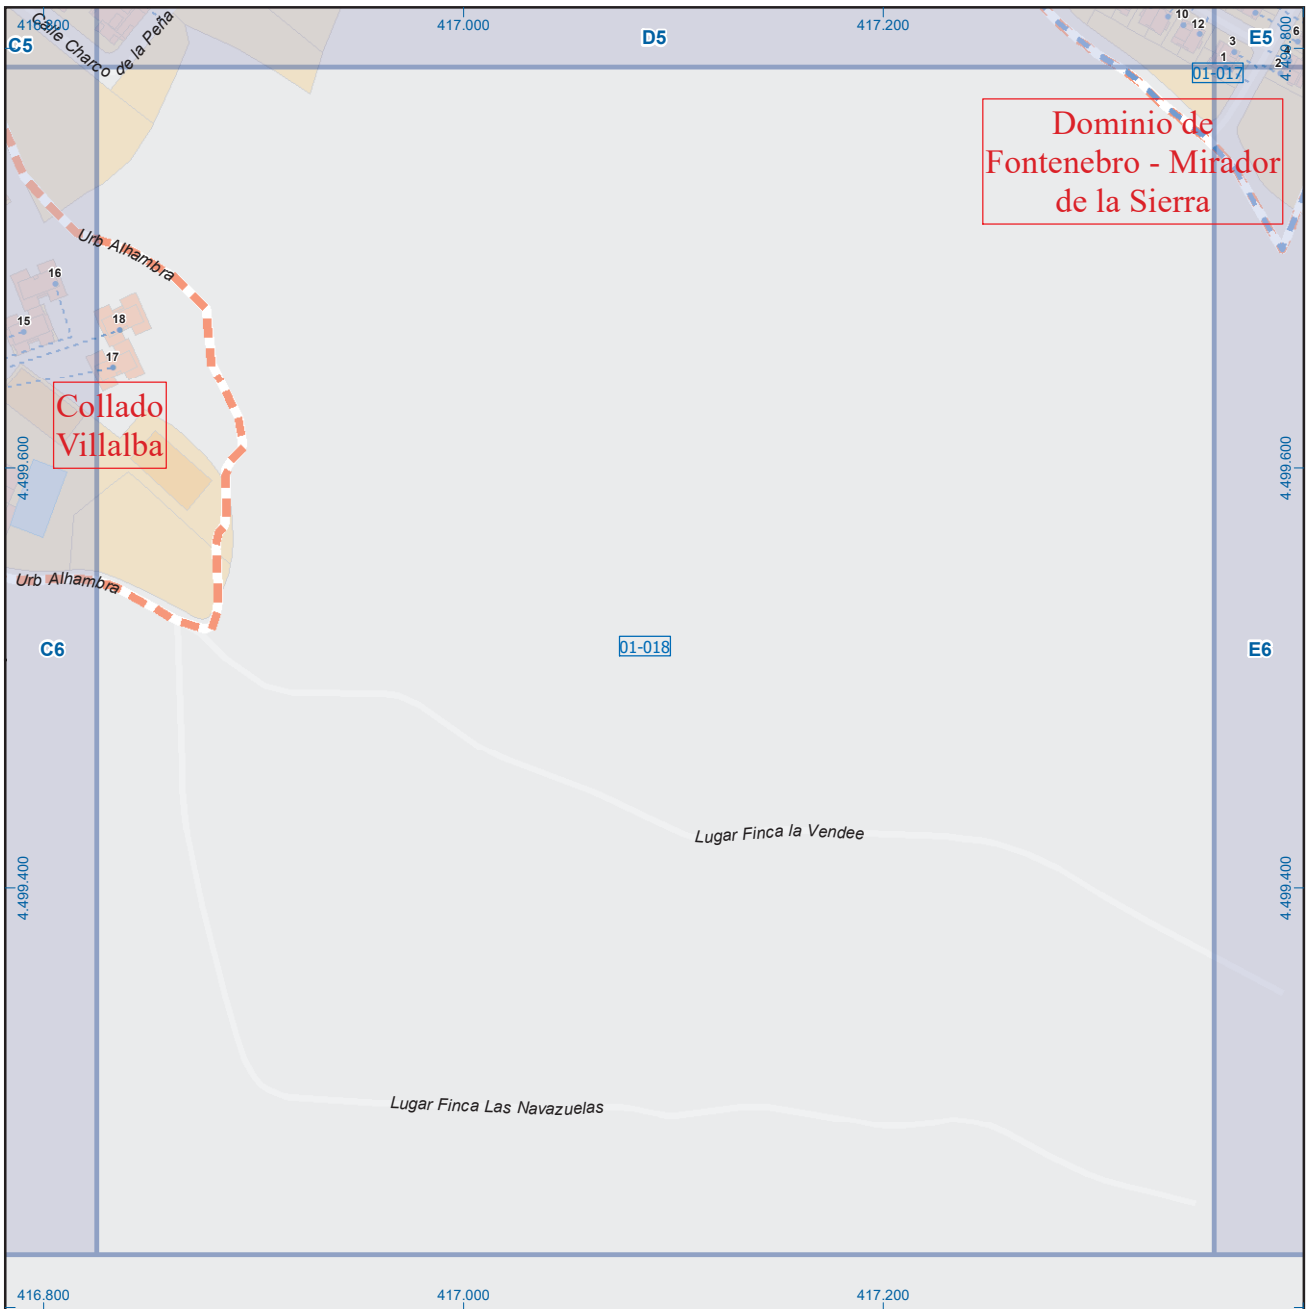 416.800
417.000
417.200
C5
D5
E5
Calle Charco de la Peña
10
12
3
1
6
4
2
4.499.800
01-017
Dominio de
Fontenebro - Mirador
de la Sierra
Urb Alhambra
16
15
18
17
Collado
Villalba
4.499.600
4.499.600
Urb Alhambra
C6
01-018
E6
Lugar Finca la Vendee
4.499.400
4.499.400
Lugar Finca Las Navazuelas
416.800
417.000
417.200